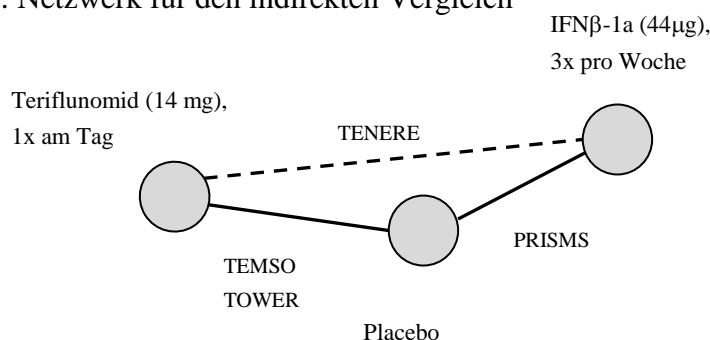 : Netzwerk für den indirekten Vergleich
IFNβ-1a (44μg),
3x pro Woche
Teriflunomid (14 mg),
1x am Tag
TENERE
PRISMS
TEMSO
TOWER
Placebo